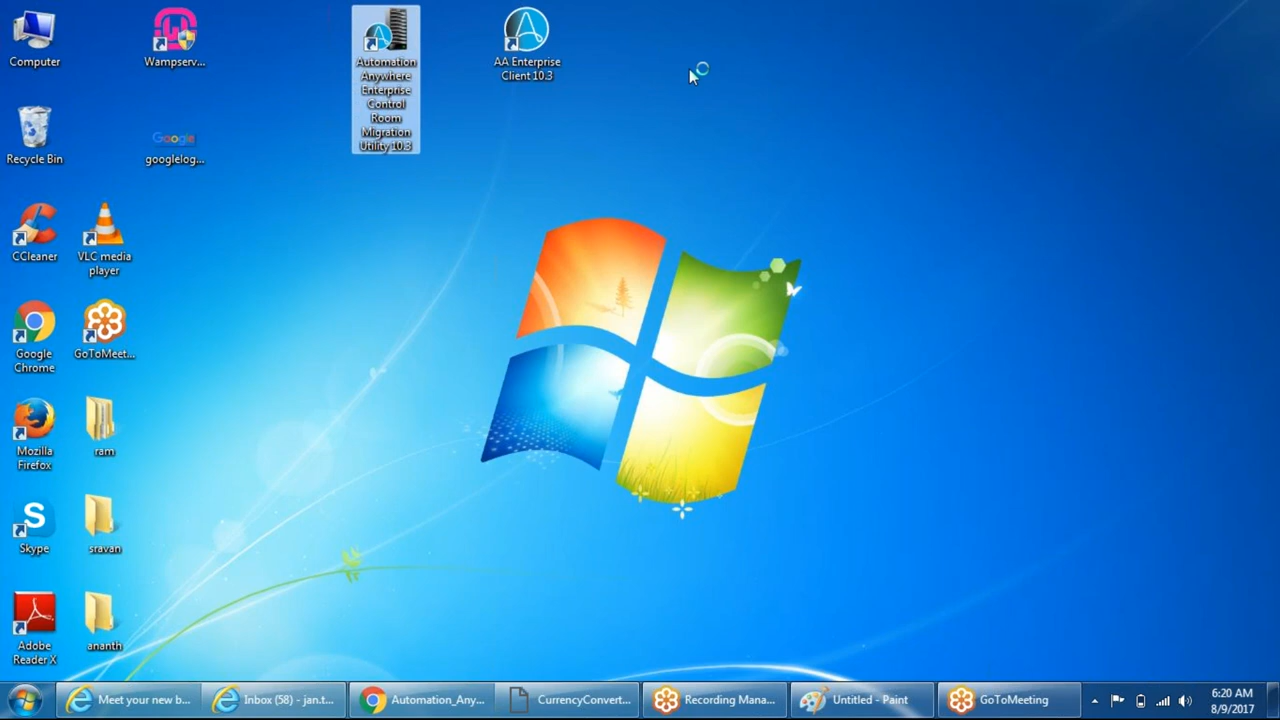 Computer
Recycle Bin
CCleaner
Google
Chrome
Mozilla
Firefox
Skype
Adobe
Reader X
VLC media
player
GoToMeet...
ram
sravan
ananth
Wampserv...
Google
googlelog...
Automation
Anywhere
Enterprise
Control
Room
Migration
Utility 10.3
AA Enterprise
Client 10.3
Meet your new b...
Inbox (58) - jan.t...
Automation_Any...
CurrencyConvert...
Recording Mana...
Untitled - Paint
GoToMeeting
6:20 AM
8/9/2017